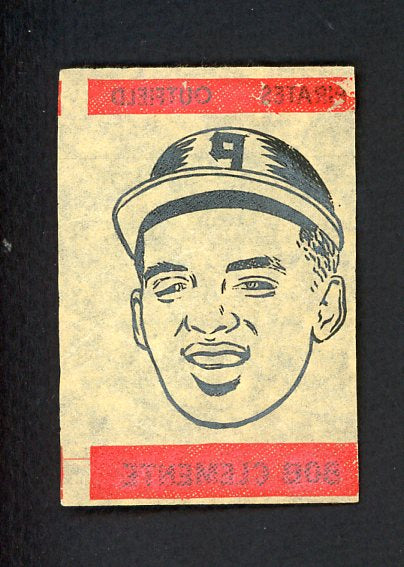 PIRATES OUTFIELD
P
BOB CLEMENTE